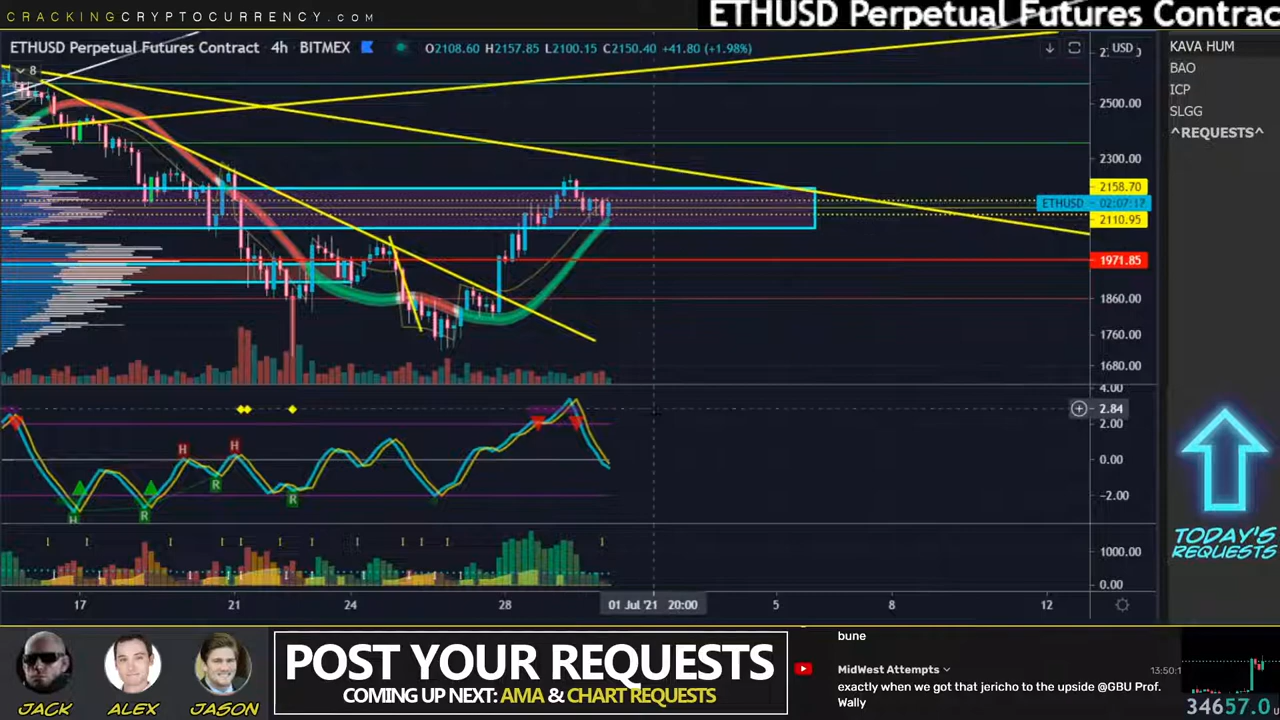 CRACKINGCRYPTOCURRENCY.com
ETHUSD Perpetual Futures Contrac
ETHUSD Perpetual Futures Contract 4h BITMEX O2108.60 H2157.85 L2100.15 C2150.40 +41.80 (+1.98%)
USD
8
2500.00
2300.00
2158.70
ETHUSD 02:07:17
2110.95
1971.85
1860.00
1760.00
1680.00
4.00
2.84
2.00
0.00
−2.00
H
H
R
R
H
R
1000.00
0.00
17 21 24 28 01 Jul '21 20:00 5 8 12
KAVA HUM
BAO
ICP
SLGG
^REQUESTS^
TODAY'S
REQUESTS
JACK ALEX JASON
POST YOUR REQUESTS
COMING UP NEXT: AMA & CHART REQUESTS
bune
MidWest Attempts
exactly when we got that jericho to the upside @GBU Prof.
Wally
34657.0